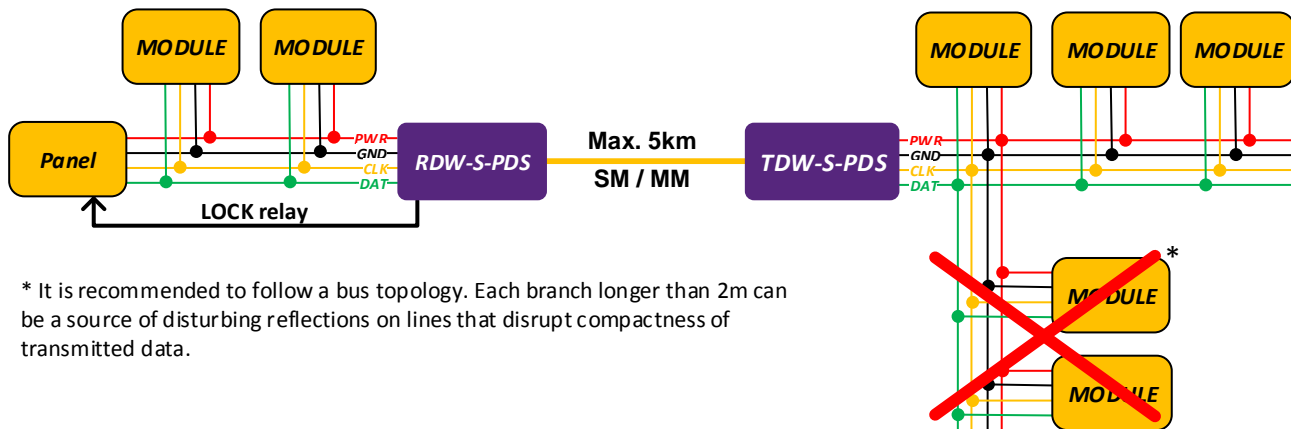 MODULE
MODULE
MODULE
MODULE
MODULE
Panel
PWR
GND
CLK
DAT
RDW-S-PDS
Max. 5km
SM / MM
TDW-S-PDS
PWR
GND
CLK
DAT
LOCK relay
* It is recommended to follow a bus topology. Each branch longer than 2m can
be a source of disturbing reflections on lines that disrupt compactness of
transmitted data.
*
MODULE
MODULE